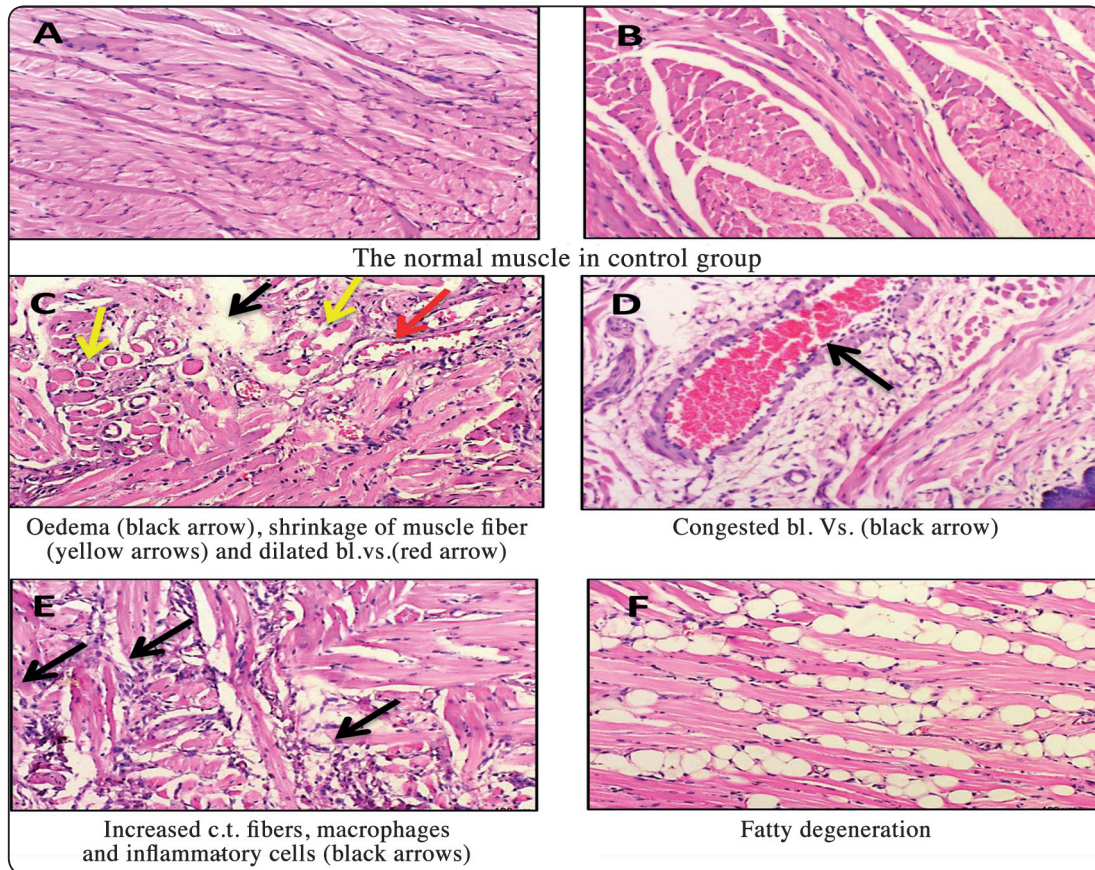 A
B
The normal muscle in control group
C
D
Oedema (black arrow), shrinkage of muscle fiber
(yellow arrows) and dilated bl.vs.(red arrow)
Congested bl. Vs. (black arrow)
E
F
Increased c.t. fibers, macrophages
and inflammatory cells (black arrows)
Fatty degeneration